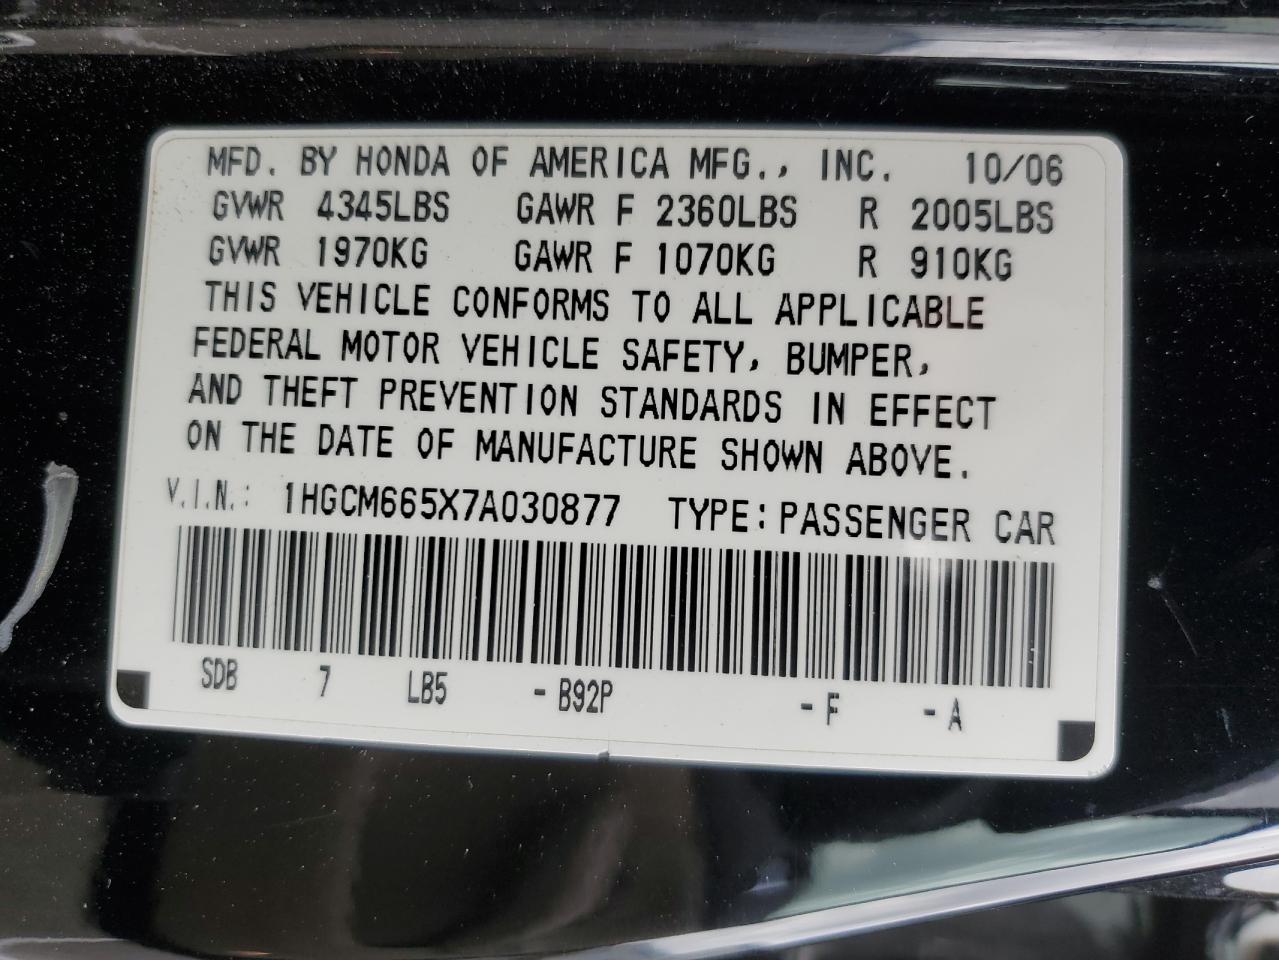 MFD. BY HONDA OF AMERICA MFG., INC. 10/06
GVWR 4345LBS GAWR F 2360LBS R 2005LBS
GVWR 1970KG GAWR F 1070KG R 910KG
THIS VEHICLE CONFORMS TO ALL APPLICABLE
FEDERAL MOTOR VEHICLE SAFETY, BUMPER,
AND THEFT PREVENTION STANDARDS IN EFFECT
ON THE DATE OF MANUFACTURE SHOWN ABOVE.
V.I.N.: 1HGCM665X7A030877 TYPE: PASSENGER CAR
SDB 7 LB5 -B92P -F -A